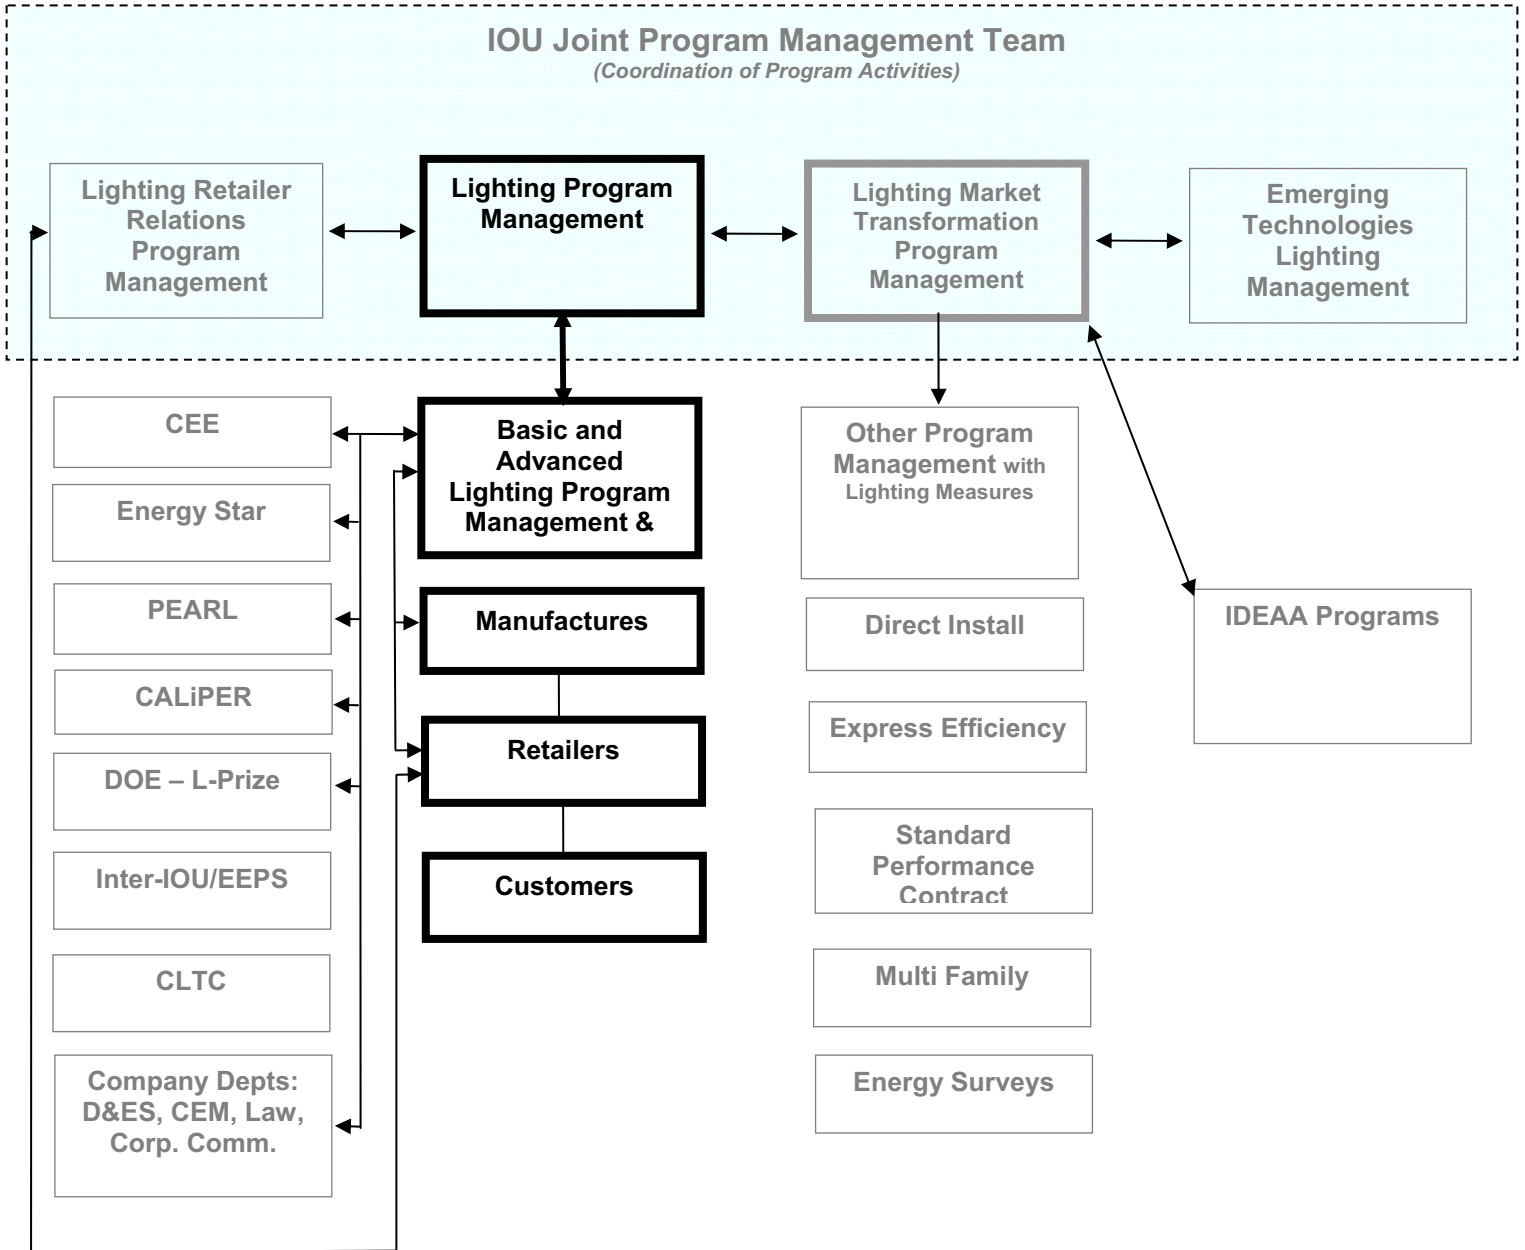 IOU Joint Program Management Team
(Coordination of Program Activities)
Lighting Retailer
Relations
Program
Management
Lighting Program
Management
Lighting Market
Transformation
Program
Management
Emerging
Technologies
Lighting
Management
CEE
Energy Star
PEARL
CALiPER
DOE – L-Prize
Inter-IOU/EEPS
CLTC
Company Depts:
D&ES, CEM, Law,
Corp. Comm.
Basic and
Advanced
Lighting Program
Management &
Manufactures
Retailers
Customers
Other Program
Management with
Lighting Measures
Direct Install
Express Efficiency
Standard
Performance
Contract
Multi Family
Energy Surveys
IDEAA Programs